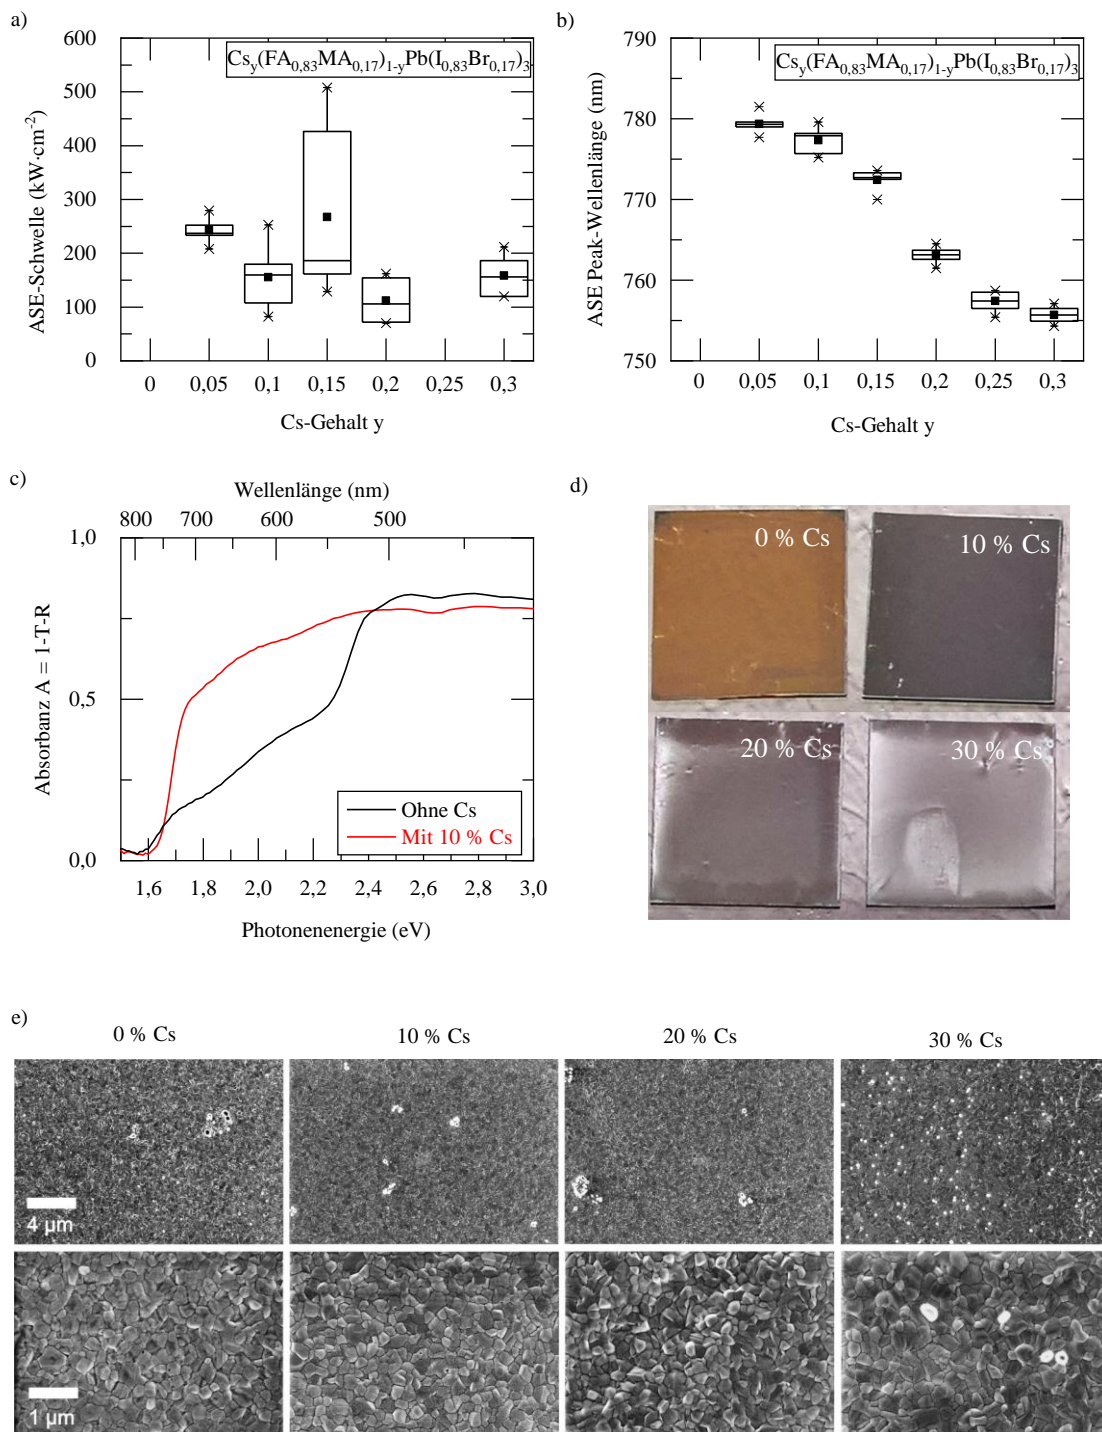 a)
600
500
400
300
200
100
0
ASE-Schwelle (kW·cm-2)
Csy(FA0,83MA0,17)1-yPb(I0,83Br0,17)3
0 0,05 0,1 0,15 0,2 0,25 0,3
Cs-Gehalt y
b)
790
780
770
760
750
ASE Peak-Wellenlänge (nm)
Csy(FA0,83MA0,17)1-yPb(I0,83Br0,17)3
0 0,05 0,1 0,15 0,2 0,25 0,3
Cs-Gehalt y
c)
Wellenlänge (nm)
800 700 600 500
1,0
0,5
0,0
Absorbanz A = 1-T-R
Ohne Cs
Mit 10 % Cs
1,6 1,8 2,0 2,2 2,4 2,6 2,8 3,0
Photonenenergie (eV)
d)
0 % Cs
10 % Cs
20 % Cs
30 % Cs
e)
0 % Cs 10 % Cs 20 % Cs 30 % Cs
4 µm
1 µm